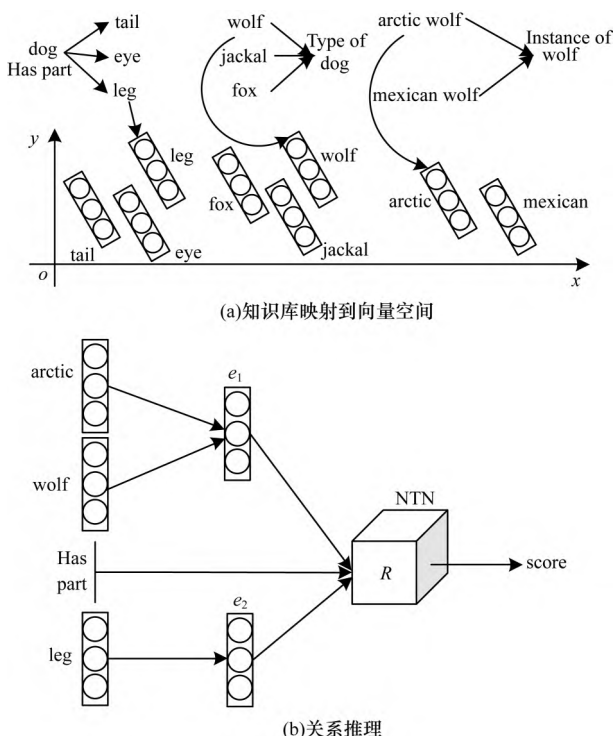 tail
dog
Has part
eye
leg
wolf
jackal
fox
Type of
dog
arctic wolf
mexican wolf
Instance of
wolf
y
leg
wolf
fox
arctic
mexican
tail
eye
jackal
o
x
(a)知识库映射到向量空间
arctic
e1
wolf
NTN
Has
part
R
score
e2
leg
(b)关系推理